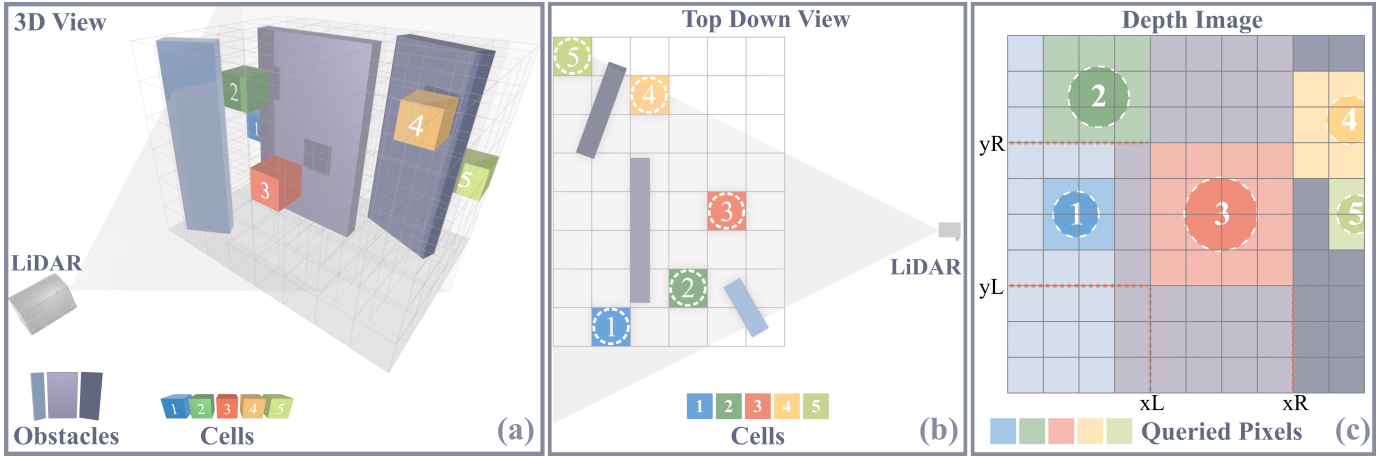 3D View
2
1
4
3
5
LiDAR
Obstacles
1 2 3 4 5
Cells
(a)
Top Down View
5
4
3
LiDAR
2
1
1 2 3 4 5
Cells
(b)
Depth Image
2
4
yR
1
3
5
yL
xL
xR
Queried Pixels
(c)